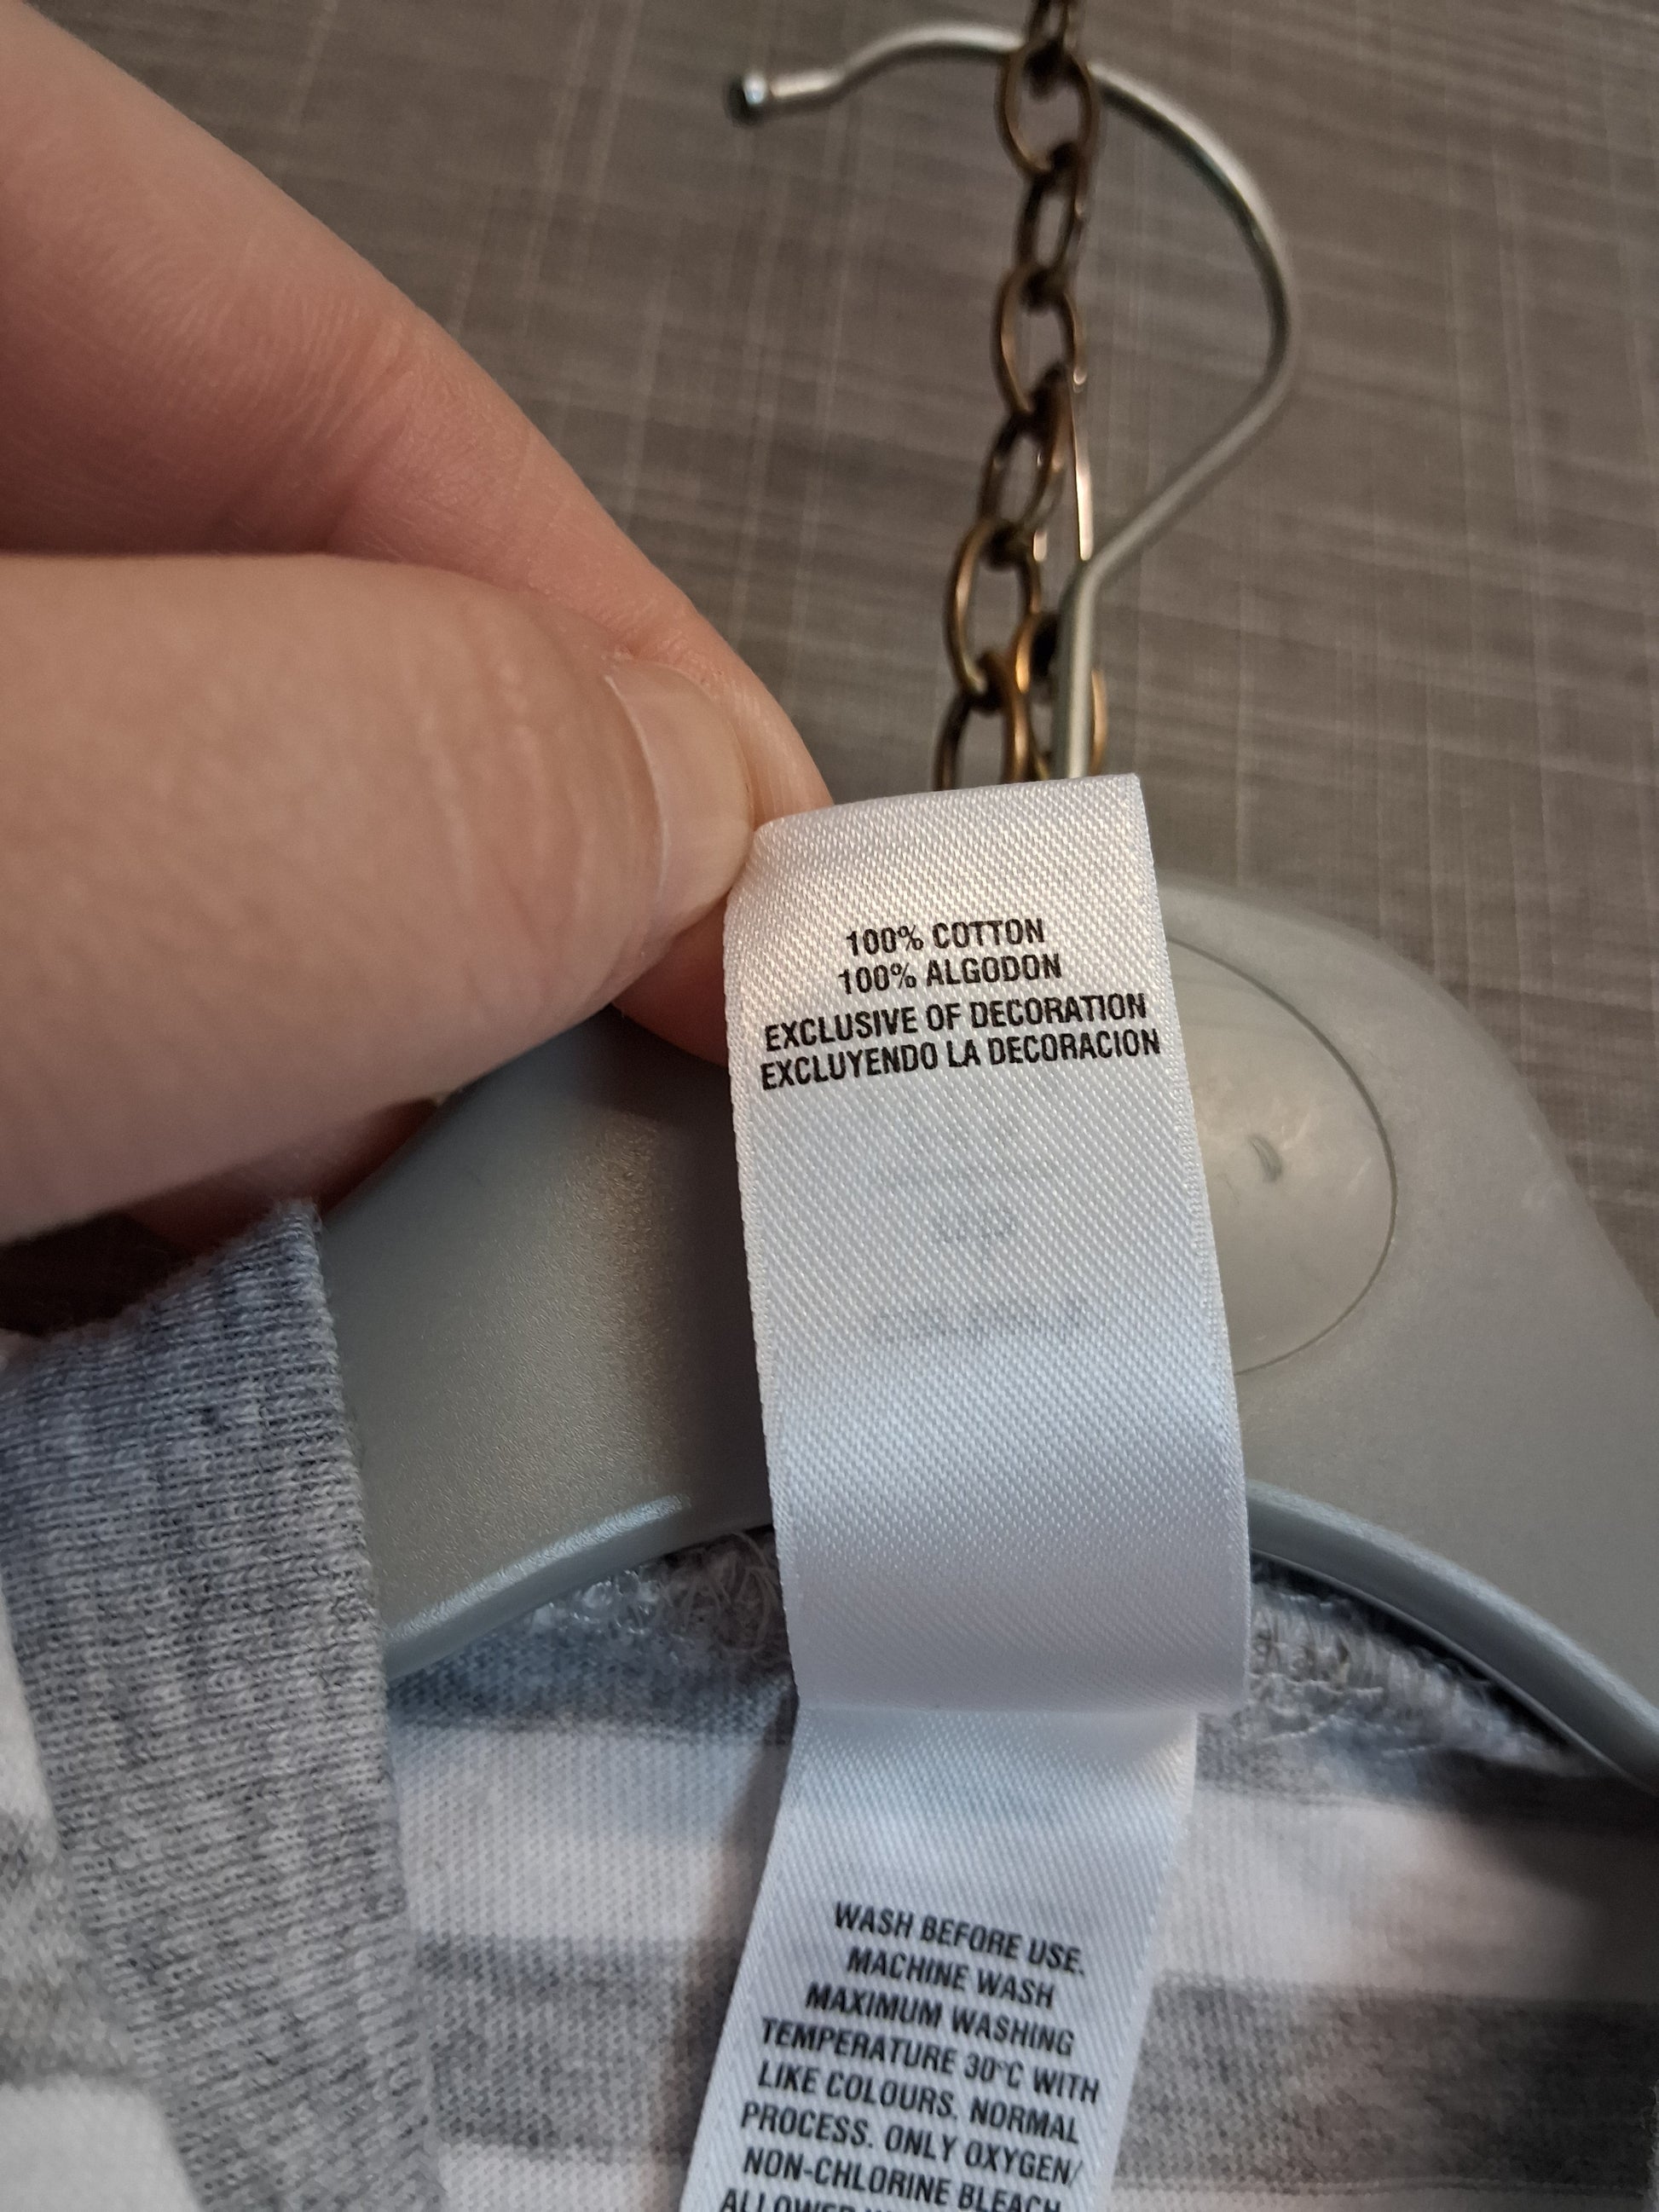 100% COTTON
100% ALGODON
EXCLUSIVE OF DECORATION
EXCLUYENDO LA DECORACION
WASH BEFORE USE.
MACHINE WASH
MAXIMUM WASHING
TEMPERATURE 30°C WITH
LIKE COLOURS. NORMAL
PROCESS. ONLY OXYGEN/
NON-CHLORINE BLEACH
ALLOWED